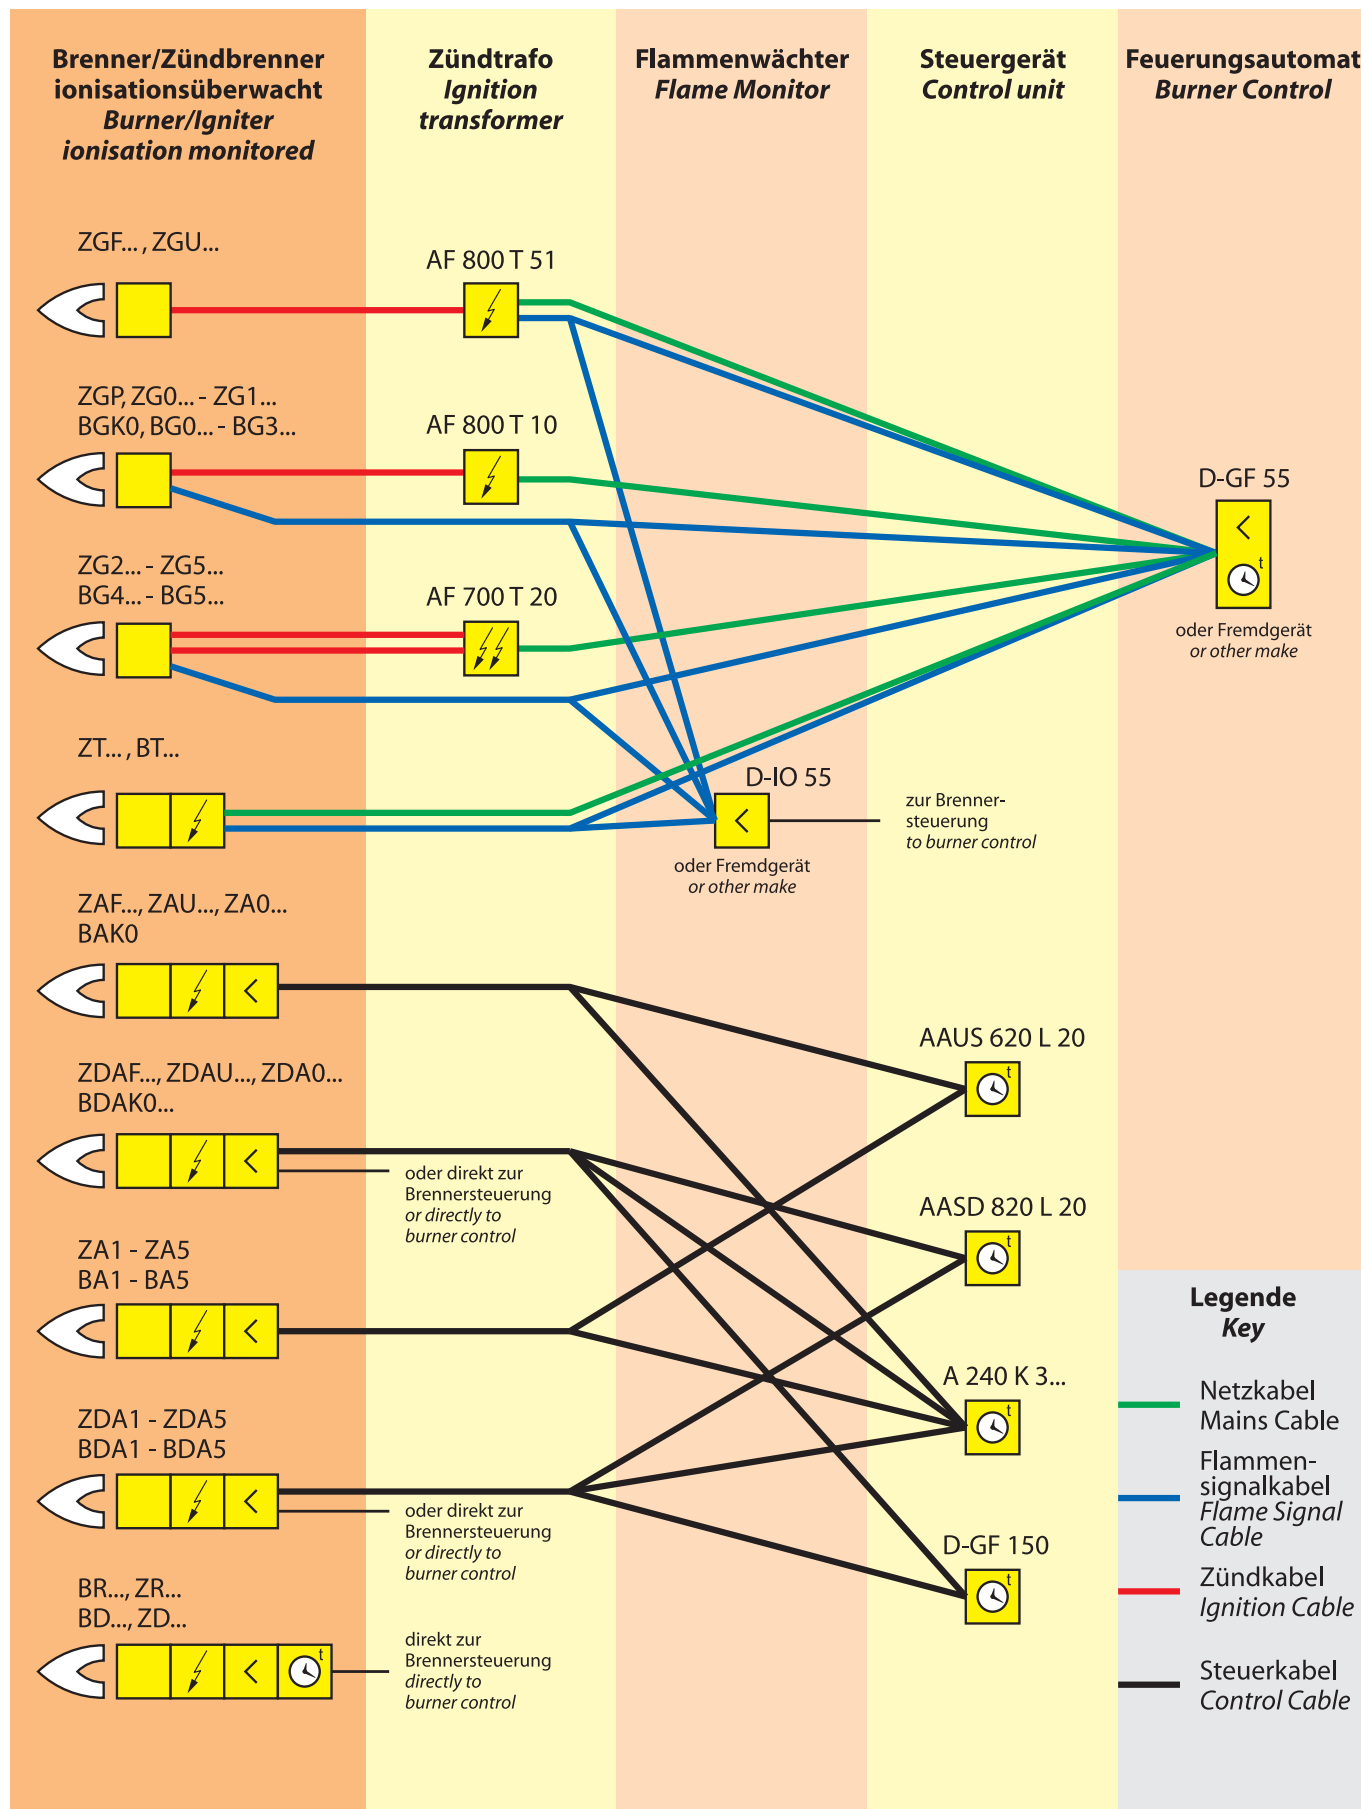 Brenner/Zündbrenner
ionisationsüberwacht
Burner/Igniter
ionisation monitored
Zündtrafo
Ignition
transformer
Flammenwächter
Flame Monitor
Steuergerät
Control unit
Feuerungsautomat
Burner Control
ZGF... , ZGU...
AF 800 T 51
ZGP, ZG0... - ZG1...
BGK0, BG0... - BG3...
AF 800 T 10
D-GF 55
t
oder Fremdgerät
or other make
ZG2... - ZG5...
BG4... - BG5...
AF 700 T 20
ZT... , BT...
D-IO 55
oder Fremdgerät
or other make
zur Brenner-
steuerung
to burner control
ZAF..., ZAU..., ZA0...
BAK0
AAUS 620 L 20
t
ZDAF..., ZDAU..., ZDA0...
BDAK0...
oder direkt zur
Brennersteuerung
or directly to
burner control
AASD 820 L 20
t
ZA1 - ZA5
BA1 - BA5
A 240 K 3...
t
ZDA1 - ZDA5
BDA1 - BDA5
oder direkt zur
Brennersteuerung
or directly to
burner control
D-GF 150
t
BR..., ZR...
BD..., ZD...
t
direkt zur
Brennersteuerung
directly to
burner control
Legende
Key
Netzkabel
Mains Cable
Flammen-
signalkabel
Flame Signal
Cable
Zündkabel
Ignition Cable
Steuerkabel
Control Cable